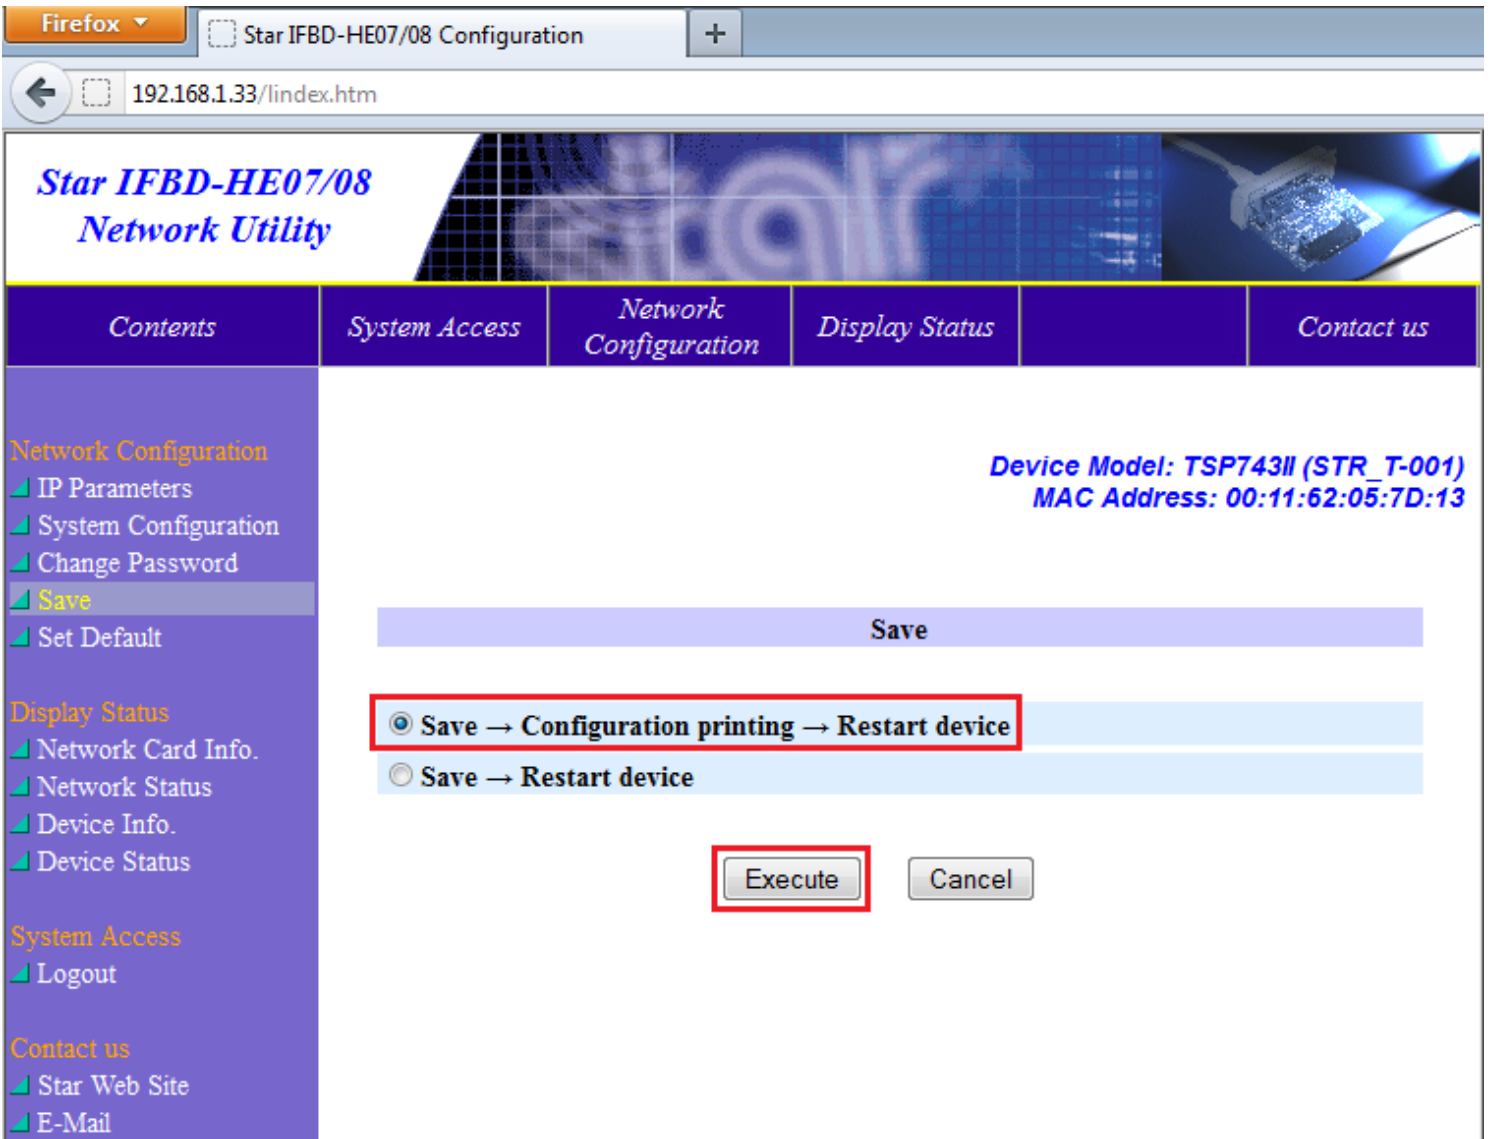 Firefox
Star IFBD-HE07/08 Configuration
+
192.168.1.33/lindex.htm
Star IFBD-HE07/08
Network Utility
star
Contents
System Access
Network
Configuration
Display Status
Contact us
Network Configuration
IP Parameters
System Configuration
Change Password
Save
Set Default
Display Status
Network Card Info.
Network Status
Device Info.
Device Status
System Access
Logout
Contact us
Star Web Site
E-Mail
Device Model: TSP743II (STR_T-001)
MAC Address: 00:11:62:05:7D:13
Save
Save → Configuration printing → Restart device
Save → Restart device
Execute
Cancel